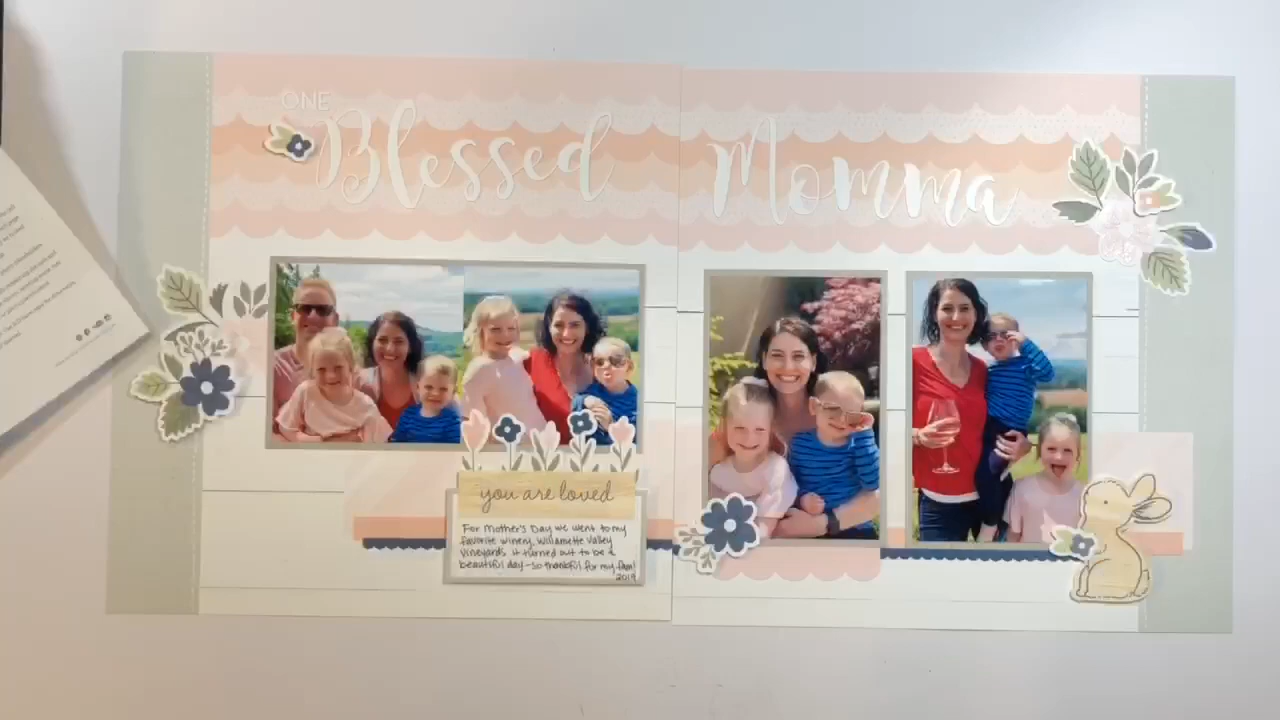 ONE
Blessed Momma
you are loved
For Mother's Day we went to my
favorite winery, Willamette Valley
Vineyards. It turned out to be a
beautiful day-so thankful for my fam!
2019